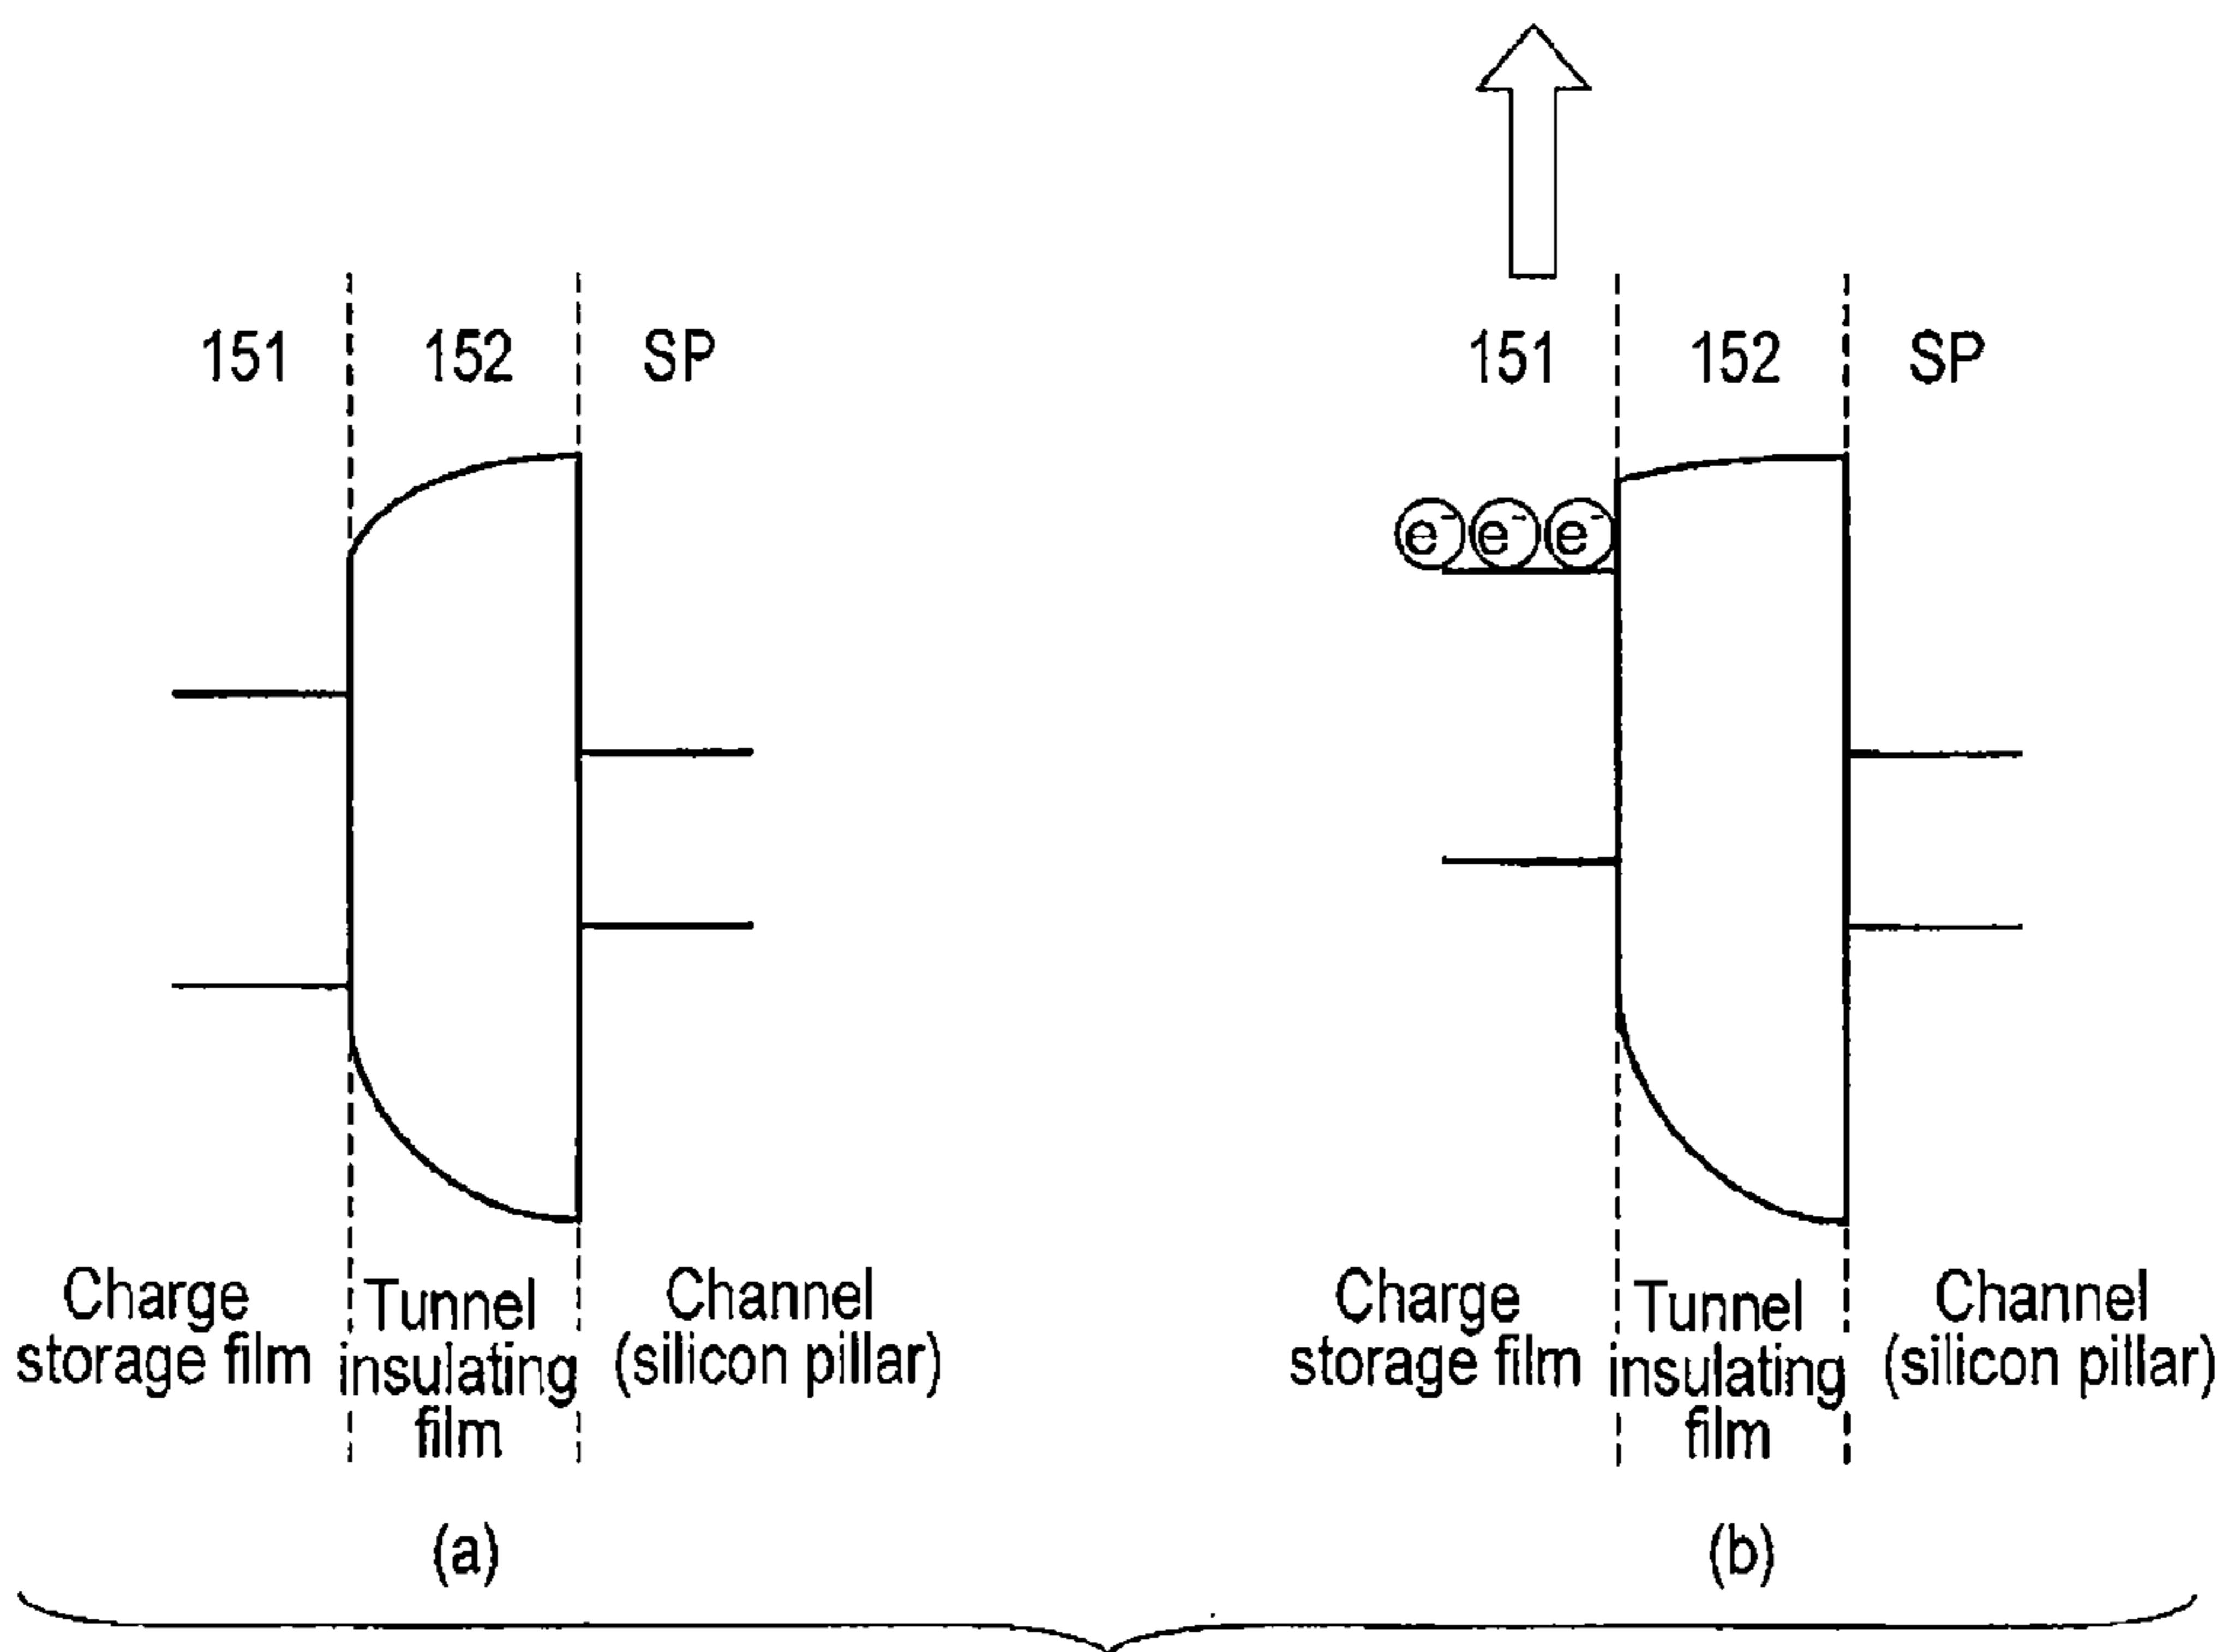 151 152 SP
Charge
storage film
Tunnel
insulating
film
Channel
(silicon pillar)
(a)
151 152 SP
e⁻ e⁻ e⁻
Charge
storage film
Tunnel
insulating
film
Channel
(silicon pillar)
(b)